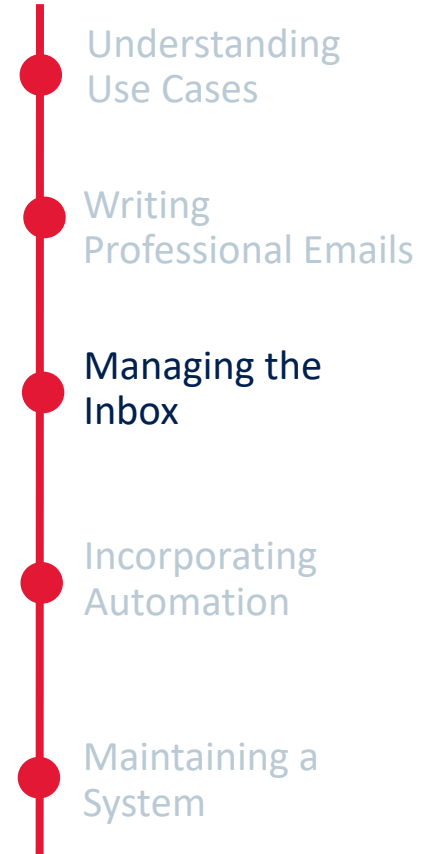 Understanding
Use Cases
Writing
Professional Emails
Managing the
Inbox
Incorporating
Automation
Maintaining a
System